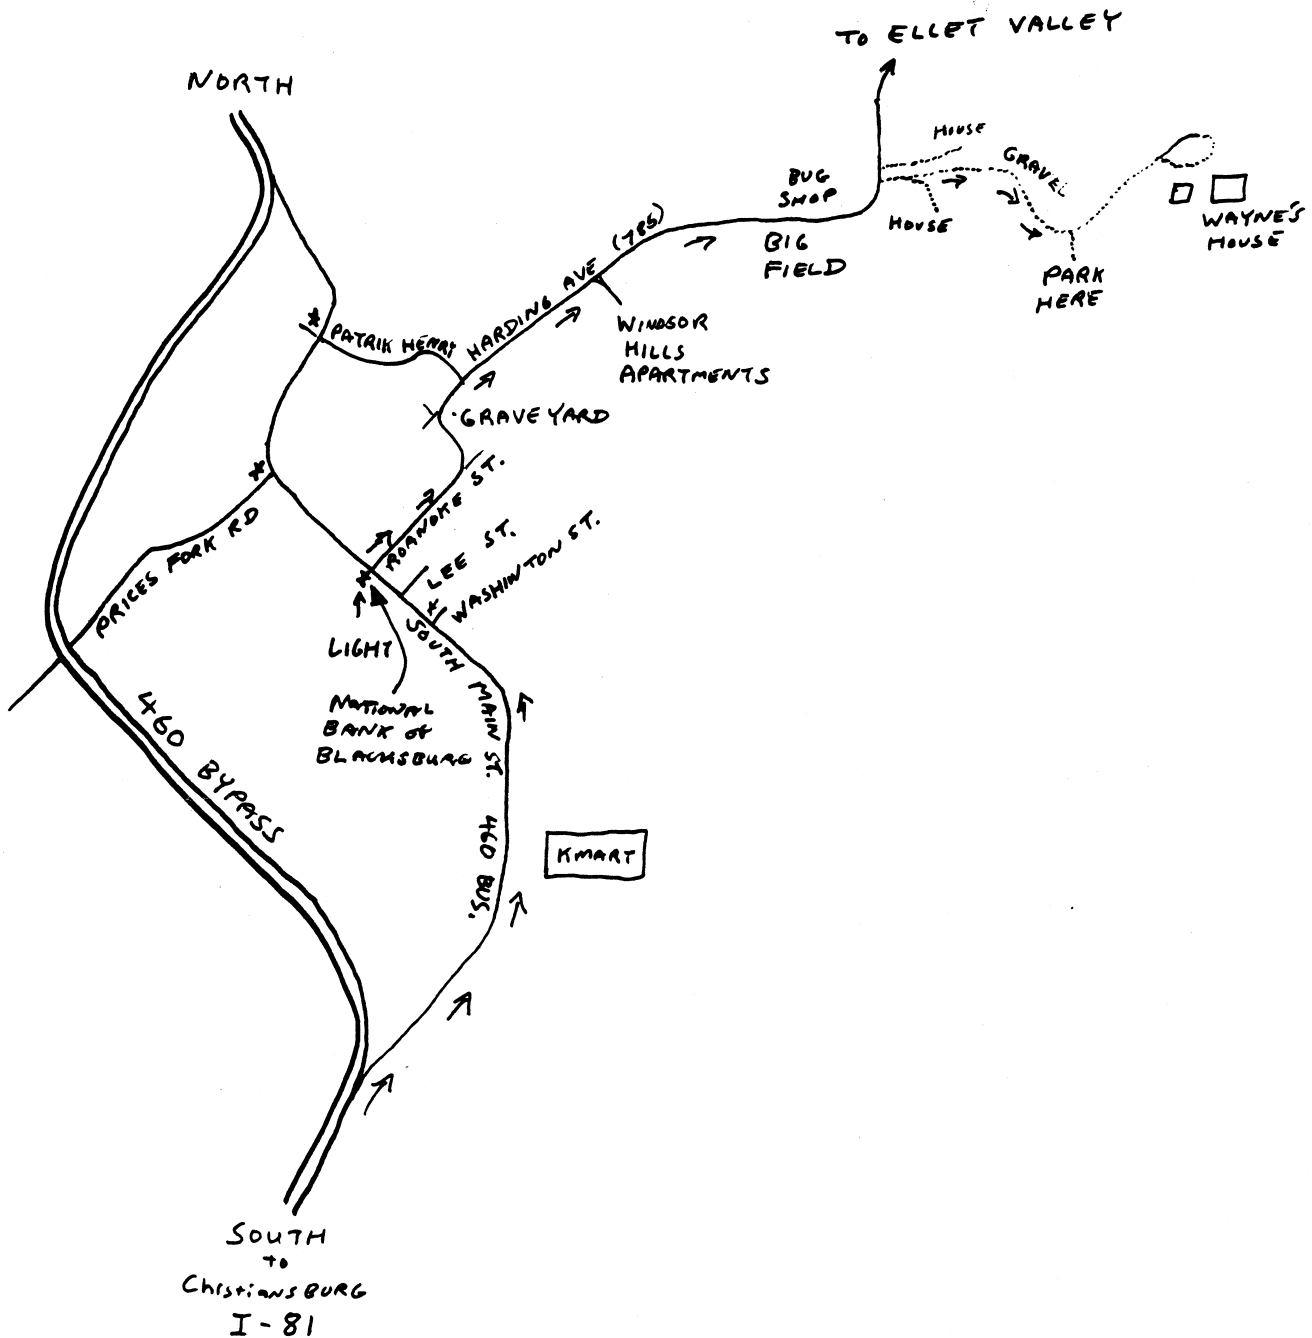 TO ELLET VALLEY
NORTH
HOUSE
GRAVEL
BUG
SHOP
HOUSE
WAYNE'S
HOUSE
BIG
FIELD
PARK
HERE
HARDING AVE (785)
PATRIK HENRY
WINDSOR
HILLS
APARTMENTS
GRAVEYARD
ROANOKE ST.
PRICES FORK RD
LEE ST.
WASHINTON ST.
LIGHT
SOUTH MAIN ST. 460 BUS.
NATIONAL
BANK of
BLACKSBURG
460 BYPASS
KMART
SOUTH
to
ChristiansBURG
I-81